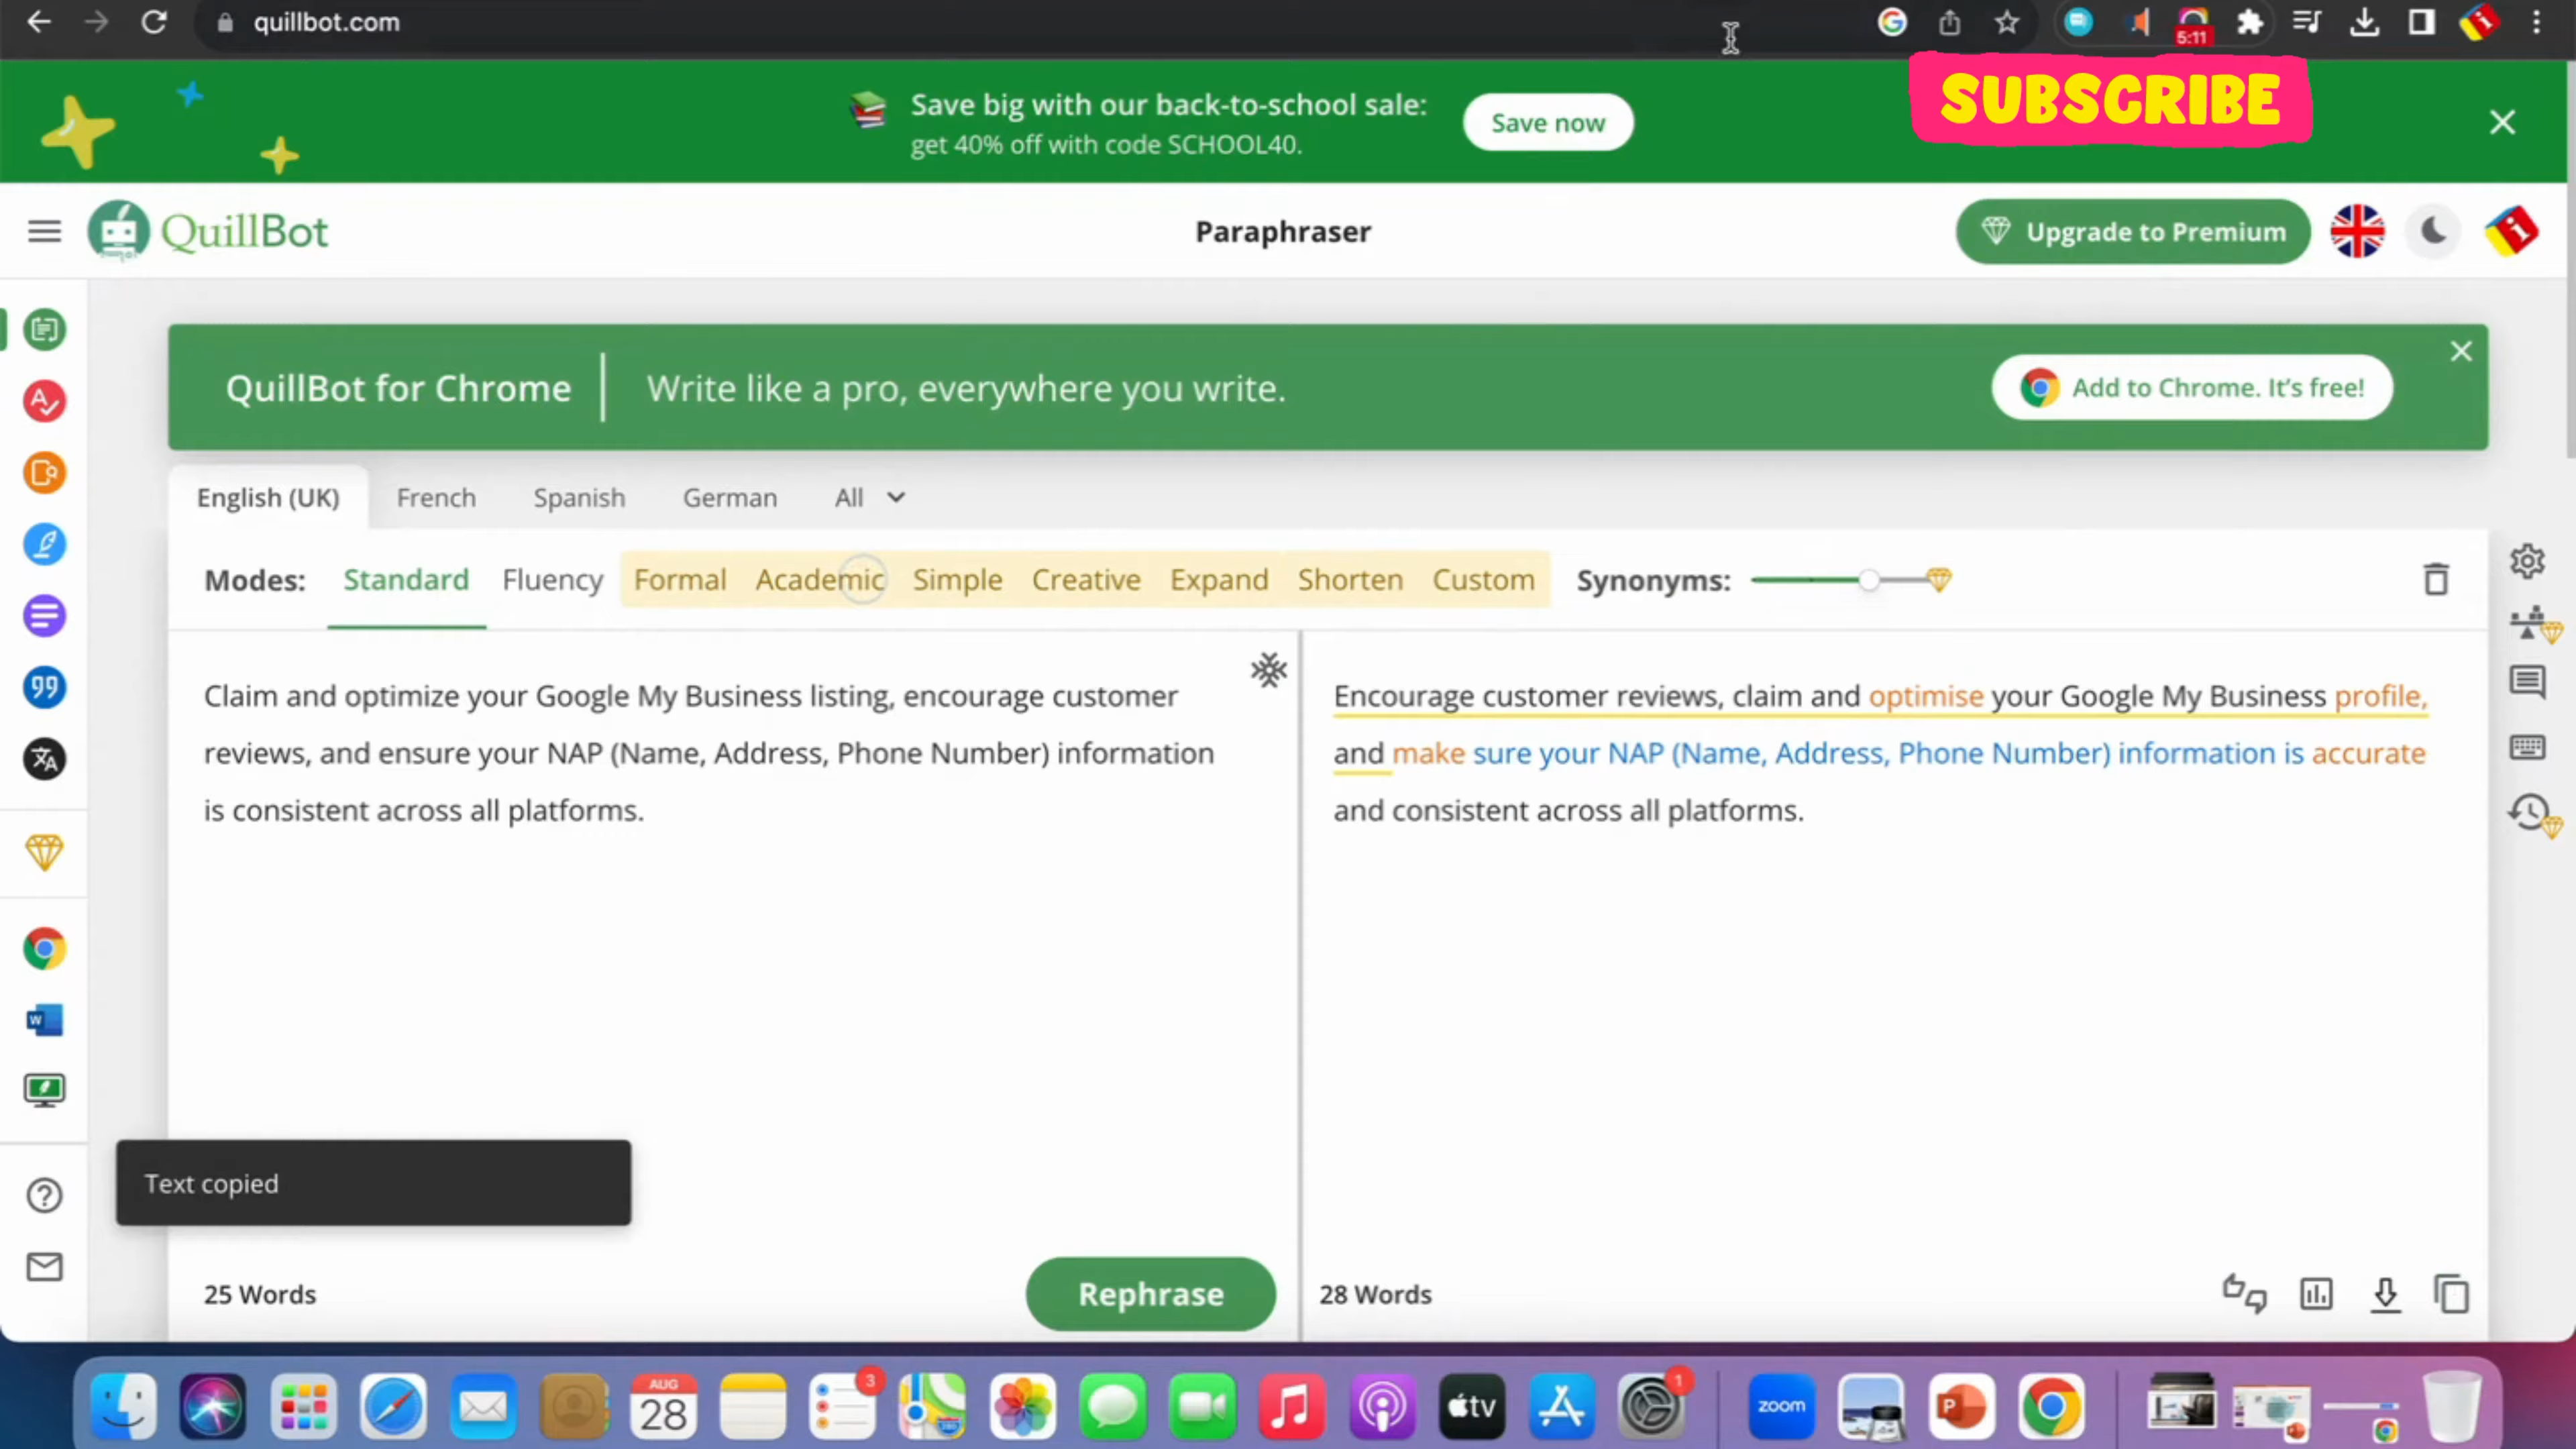 quillbot.com
5:11
SUBSCRIBE
Save big with our back-to-school sale:
get 40% off with code SCHOOL40.
Save now
QuillBot
Paraphraser
Upgrade to Premium
QuillBot for Chrome
Write like a pro, everywhere you write.
Add to Chrome. It's free!
English (UK) French Spanish German All
Modes: Standard Fluency Formal Academic Simple Creative Expand Shorten Custom Synonyms:
Claim and optimize your Google My Business listing, encourage customer
reviews, and ensure your NAP (Name, Address, Phone Number) information
is consistent across all platforms.
Encourage customer reviews, claim and optimise your Google My Business profile,
and make sure your NAP (Name, Address, Phone Number) information is accurate
and consistent across all platforms.
Text copied
25 Words
Rephrase
28 Words
AUG
28
3
tv
1
zoom